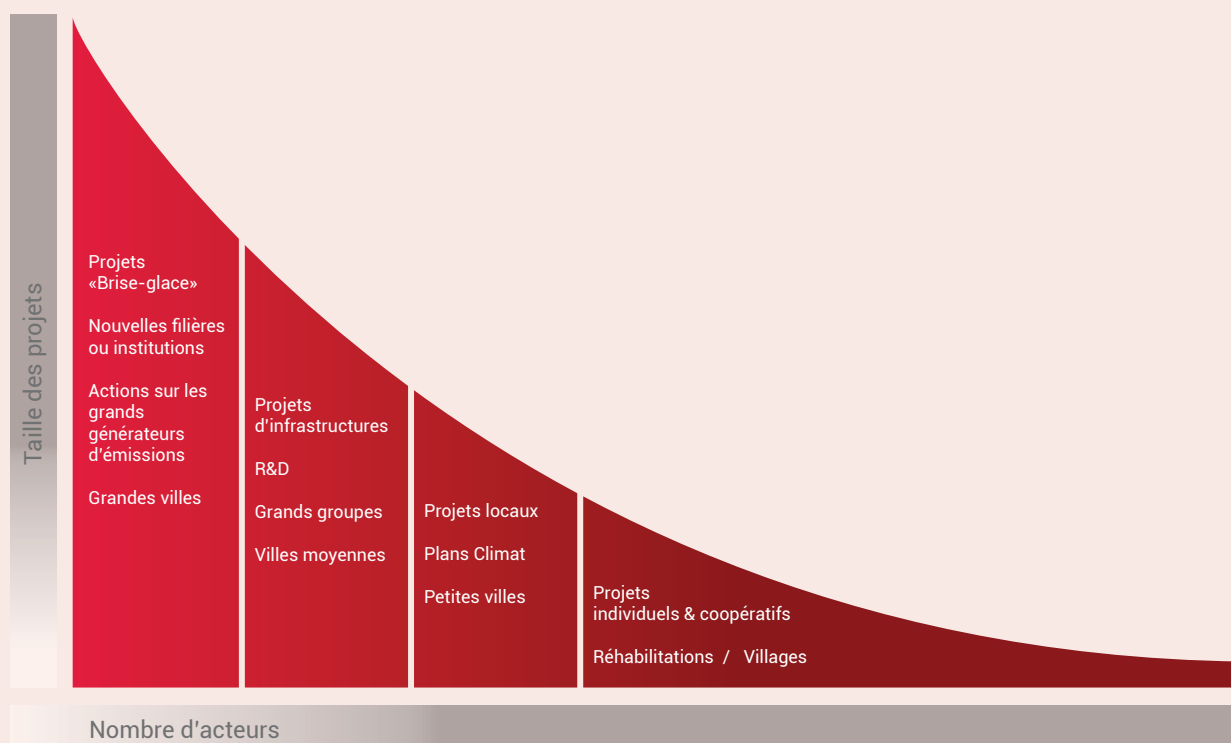 Taille des projets
Projets
«Brise-glace»
Nouvelles filières
ou institutions
Actions sur les
grands
générateurs
d'émissions
Grandes villes
Projets
d'infrastructures
R&D
Grands groupes
Villes moyennes
Projets locaux
Plans Climat
Petites villes
Projets
individuels & coopératifs
Réhabilitations / Villages
Nombre d'acteurs